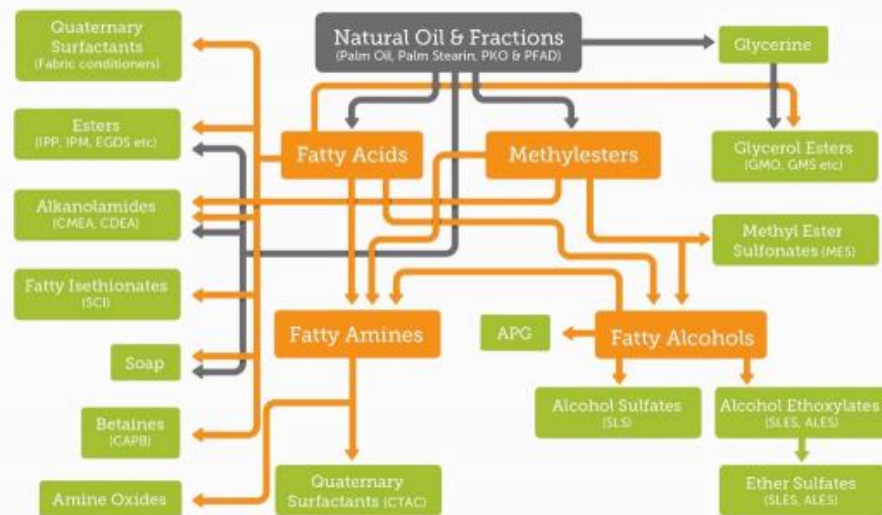 Quaternary
Surfactants
(Fabric conditioners)
Natural Oil & Fractions
(Palm Oil, Palm Stearin, PKO & PFAD)
Glycerine
Esters
(IPP, IPM, EGDS etc)
Fatty Acids
Methylesters
Glycerol Esters
(GMO, GMS etc)
Alkanolamides
(CMEA, CDEA)
Methyl Ester
Sulfonates (MES)
Fatty Isethionates
(SCI)
Fatty Amines
APG
Fatty Alcohols
Soap
Betaines
(CAPB)
Alcohol Sulfates
(SLS)
Alcohol Ethoxylates
(SLES, ALES)
Amine Oxides
Quaternary
Surfactants (CTAC)
Ether Sulfates
(SLES, ALES)